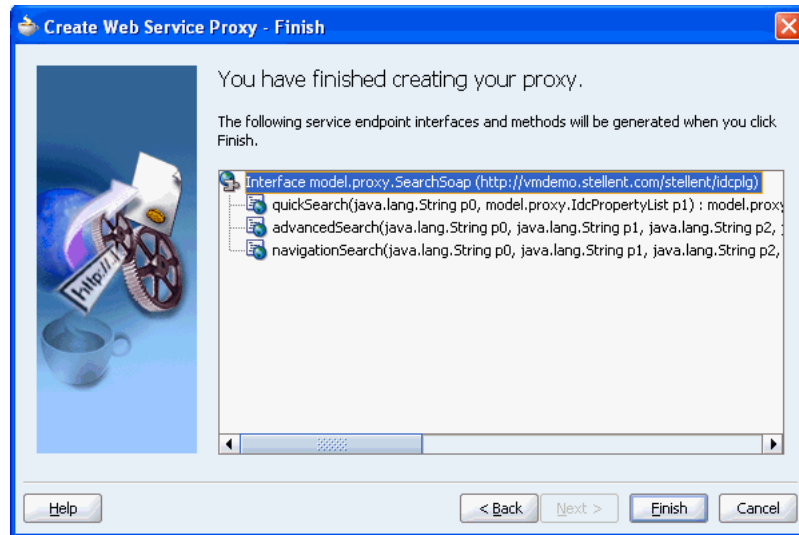 Create Web Service Proxy - Finish
You have finished creating your proxy.
The following service endpoint interfaces and methods will be generated when you click
Finish.
Interface model.proxy.SearchSoap (http://vmdemo.stellent.com/stellent/idcplg)
quickSearch(java.lang.String p0, model.proxy.IdcPropertyList p1) : model.proxy
advancedSearch(java.lang.String p0, java.lang.String p1, java.lang.String p2,
navigationSearch(java.lang.String p0, java.lang.String p1, java.lang.String p2,
http://
Help
< Back
Next >
Finish
Cancel